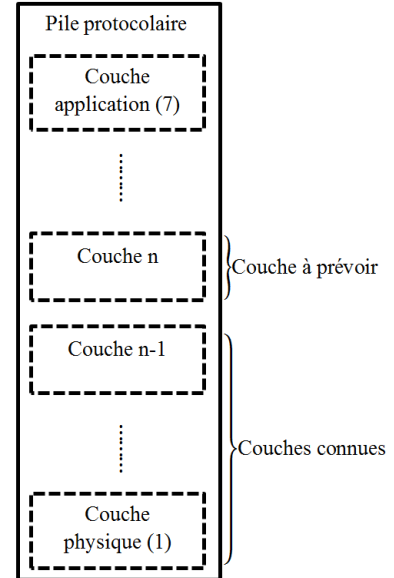 Pile protocolaire
Couche
application (7)
Couche n
Couche à prévoir
Couche n-1
Couches connues
Couche
physique (1)